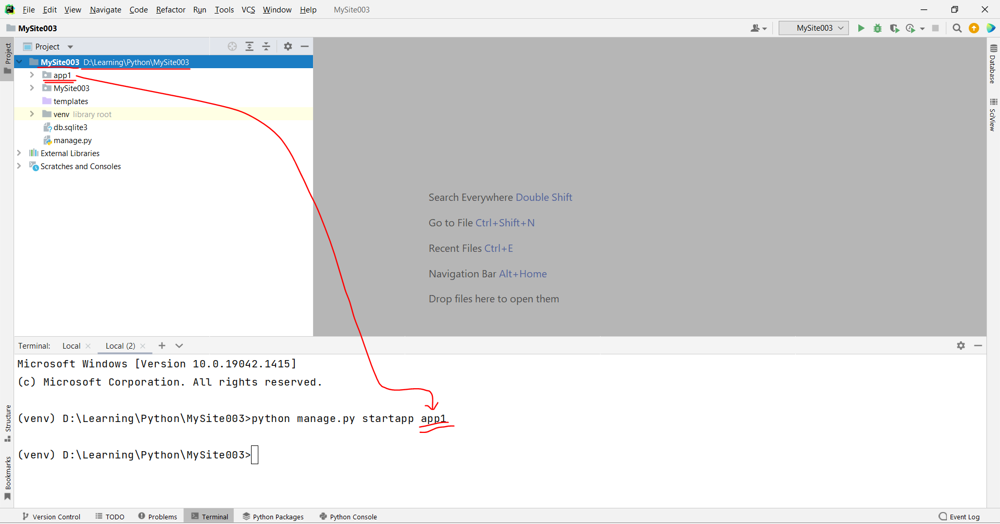 PC File Edit View Navigate Code Refactor Run Tools VCS Window Help MySite003
MySite003
MySite003
Project
Project
MySite003 D:\Learning\Python\MySite003
app1
MySite003
templates
venv library root
db.sqlite3
manage.py
External Libraries
Scratches and Consoles
Database
SciView
Search Everywhere Double Shift
Go to File Ctrl+Shift+N
Recent Files Ctrl+E
Navigation Bar Alt+Home
Drop files here to open them
Terminal: Local Local (2)
Microsoft Windows [Version 10.0.19042.1415]
(c) Microsoft Corporation. All rights reserved.
(venv) D:\Learning\Python\MySite003>python manage.py startapp app1
(venv) D:\Learning\Python\MySite003>
Structure
Bookmarks
Version Control TODO Problems Terminal Python Packages Python Console Event Log